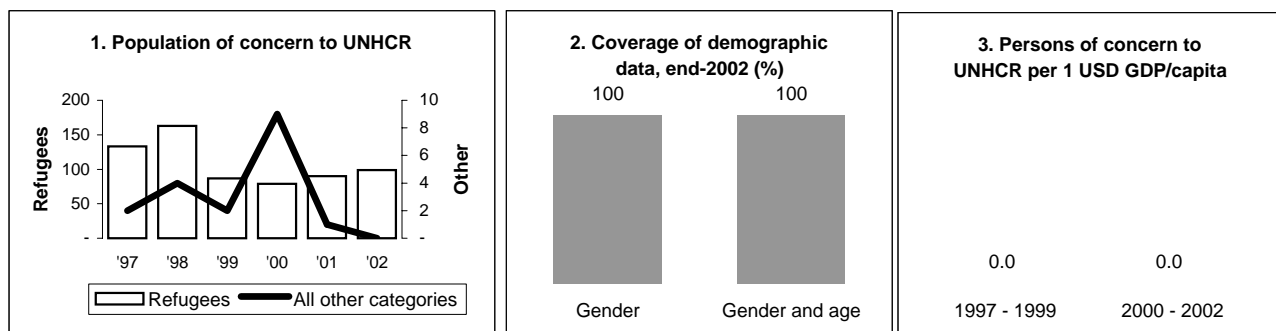 1. Population of concern to UNHCR
Refugees
200
150
100
50
-
10
8
6
4
2
-
Other
'97 '98 '99 '00 '01 '02
Refugees All other categories
2. Coverage of demographic
data, end-2002 (%)
100 100
Gender Gender and age
3. Persons of concern to
UNHCR per 1 USD GDP/capita
0.0 0.0
1997 - 1999 2000 - 2002